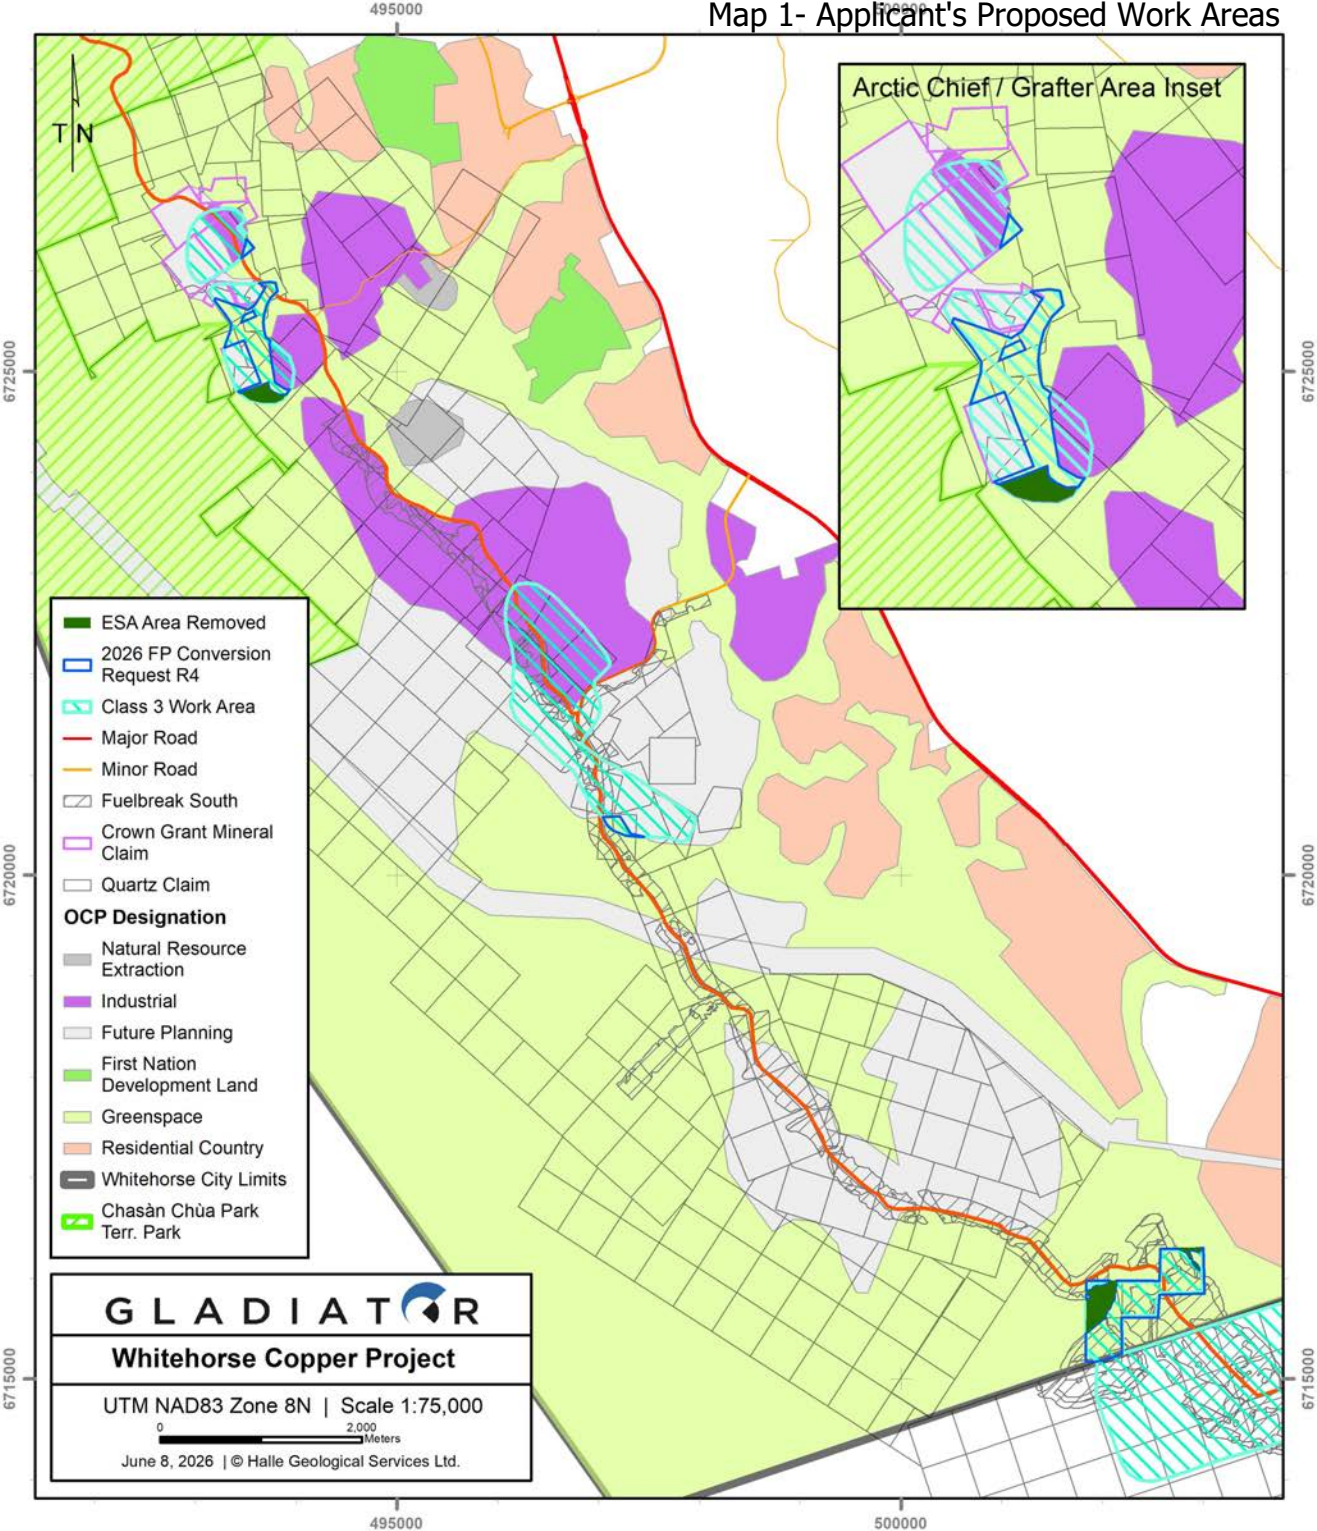 Map 1- Applicant's Proposed Work Areas
495000
500000
Arctic Chief / Grafter Area Inset
T N
6725000
6725000
ESA Area Removed
2026 FP Conversion
Request R4
Class 3 Work Area
Major Road
Minor Road
Fuelbreak South
Crown Grant Mineral
Claim
Quartz Claim
OCP Designation
Natural Resource
Extraction
Industrial
Future Planning
First Nation
Development Land
Greenspace
Residential Country
Whitehorse City Limits
Chasàn Chùa Park
Terr. Park
6720000
6720000
GLADIATOR
Whitehorse Copper Project
UTM NAD83 Zone 8N | Scale 1:75,000
0 2,000
Meters
June 8, 2026 | © Halle Geological Services Ltd.
6715000
6715000
495000
500000